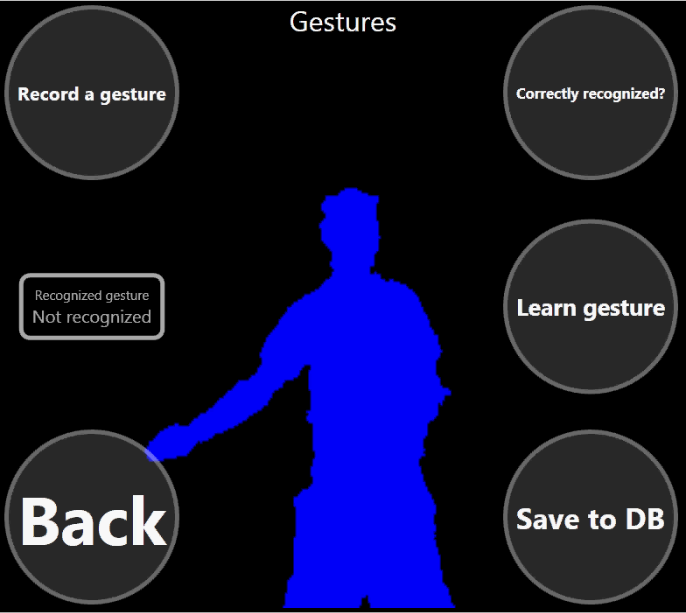 Gestures
Record a gesture
Correctly recognized?
Recognized gesture
Not recognized
Learn gesture
Back
Save to DB